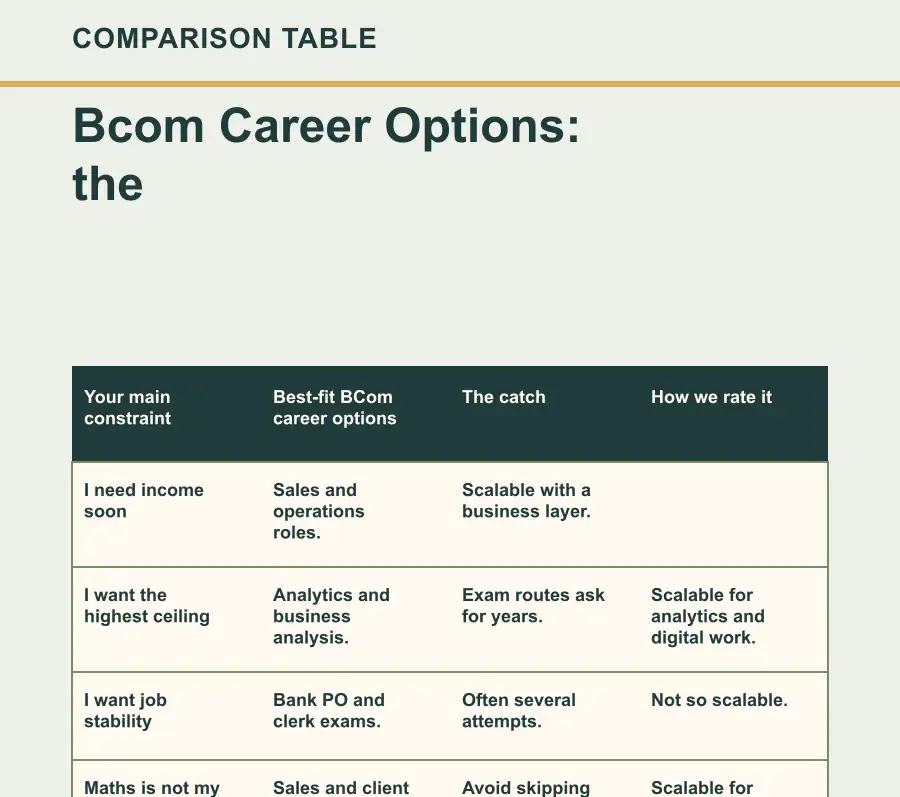 COMPARISON TABLE
Bcom Career Options:
the
Your main
constraint
Best-fit BCom
career options
The catch
How we rate it
I need income
soon
Sales and
operations
roles.
Scalable with a
business layer.
I want the
highest ceiling
Analytics and
business
analysis.
Exam routes ask
for years.
Scalable for
analytics and
digital work.
I want job
stability
Bank PO and
clerk exams.
Often several
attempts.
Not so scalable.
Maths is not my
Sales and client
Avoid skipping
Scalable for